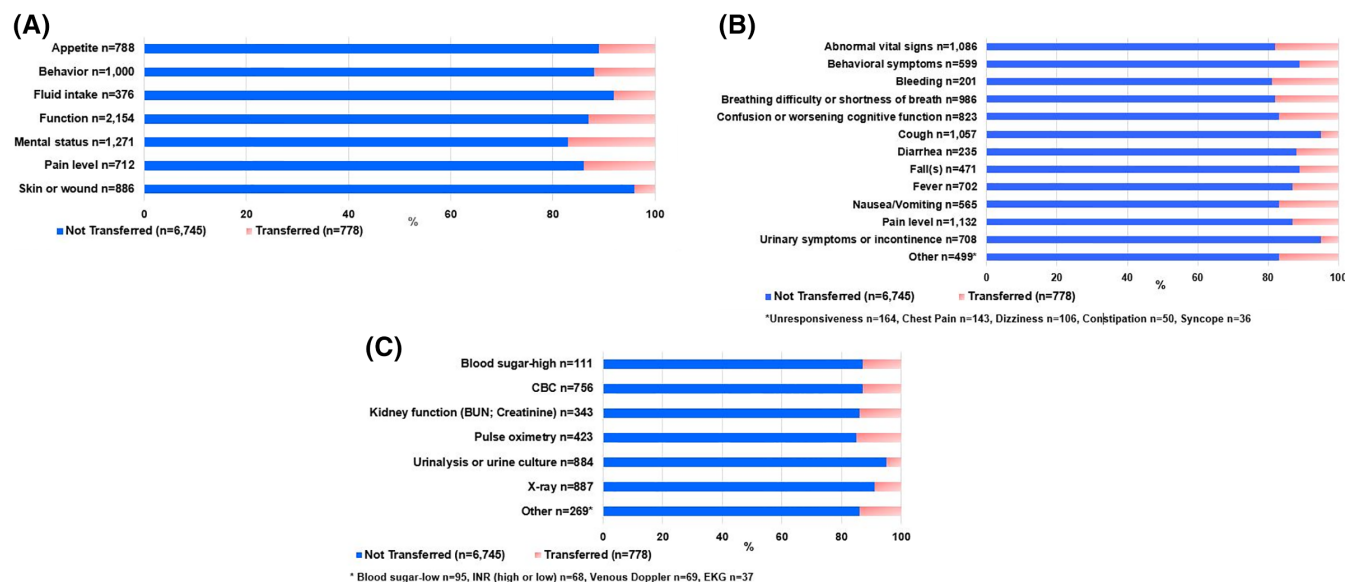 (A)
Appetite n=788
Behavior n=1,000
Fluid intake n=376
Function n=2,154
Mental status n=1,271
Pain level n=712
Skin or wound n=886
0 20 40 60 80 100
%
Not Transferred (n=6,745) Transferred (n=778)
(B)
Abnormal vital signs n=1,086
Behavioral symptoms n=599
Bleeding n=201
Breathing difficulty or shortness of breath n=986
Confusion or worsening cognitive function n=823
Cough n=1,057
Diarrhea n=235
Fall(s) n=471
Fever n=702
Nausea/Vomiting n=565
Pain level n=1,132
Urinary symptoms or incontinence n=708
Other n=499*
0 20 40 60 80 100
%
Not Transferred (n=6,745) Transferred (n=778)
*Unresponsiveness n=164, Chest Pain n=143, Dizziness n=106, Constipation n=50, Syncope n=36
(C)
Blood sugar-high n=111
CBC n=756
Kidney function (BUN; Creatinine) n=343
Pulse oximetry n=423
Urinalysis or urine culture n=884
X-ray n=887
Other n=269*
0 20 40 60 80 100
%
Not Transferred (n=6,745) Transferred (n=778)
* Blood sugar-low n=95, INR (high or low) n=68, Venous Doppler n=69, EKG n=37